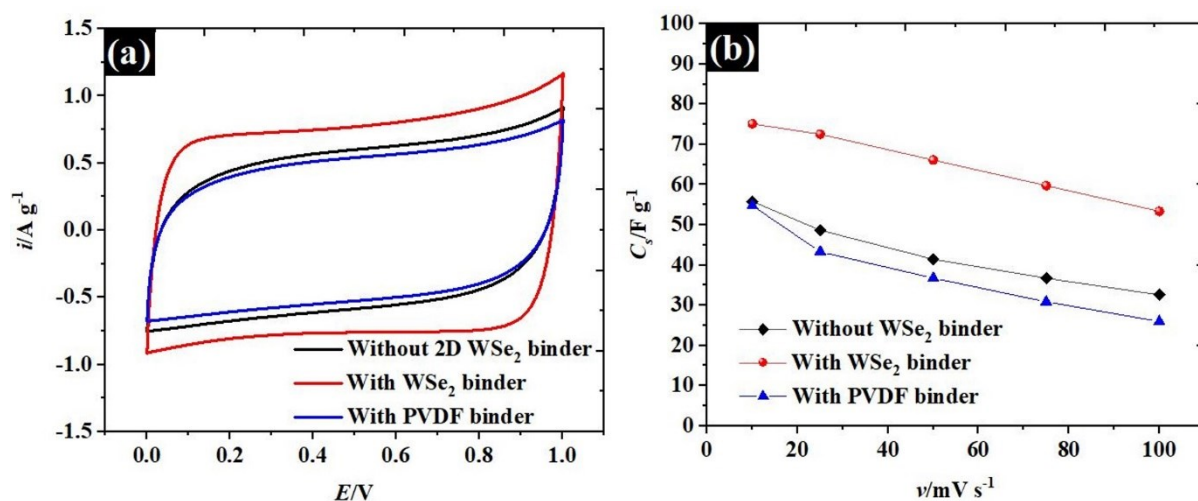 (a)
1.5
1.0
0.5
0.0
-0.5
-1.0
-1.5
i/A g⁻¹
0.0 0.2 0.4 0.6 0.8 1.0
E/V
Without 2D WSe₂ binder
With WSe₂ binder
With PVDF binder
(b)
100
90
80
70
60
50
40
30
20
10
0
Cₛ/F g⁻¹
0 20 40 60 80 100
v/mV s⁻¹
Without WSe₂ binder
With WSe₂ binder
With PVDF binder